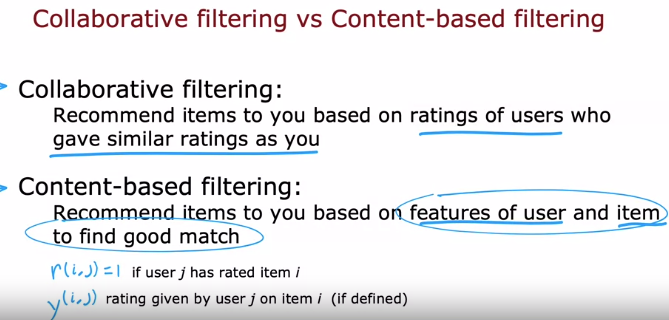 Collaborative filtering vs Content-based filtering
Collaborative filtering:
Recommend items to you based on ratings of users who
gave similar ratings as you
Content-based filtering:
Recommend items to you based on features of user and item
to find good match
r(i,j)=1 if user j has rated item i
y(i,j) rating given by user j on item i (if defined)